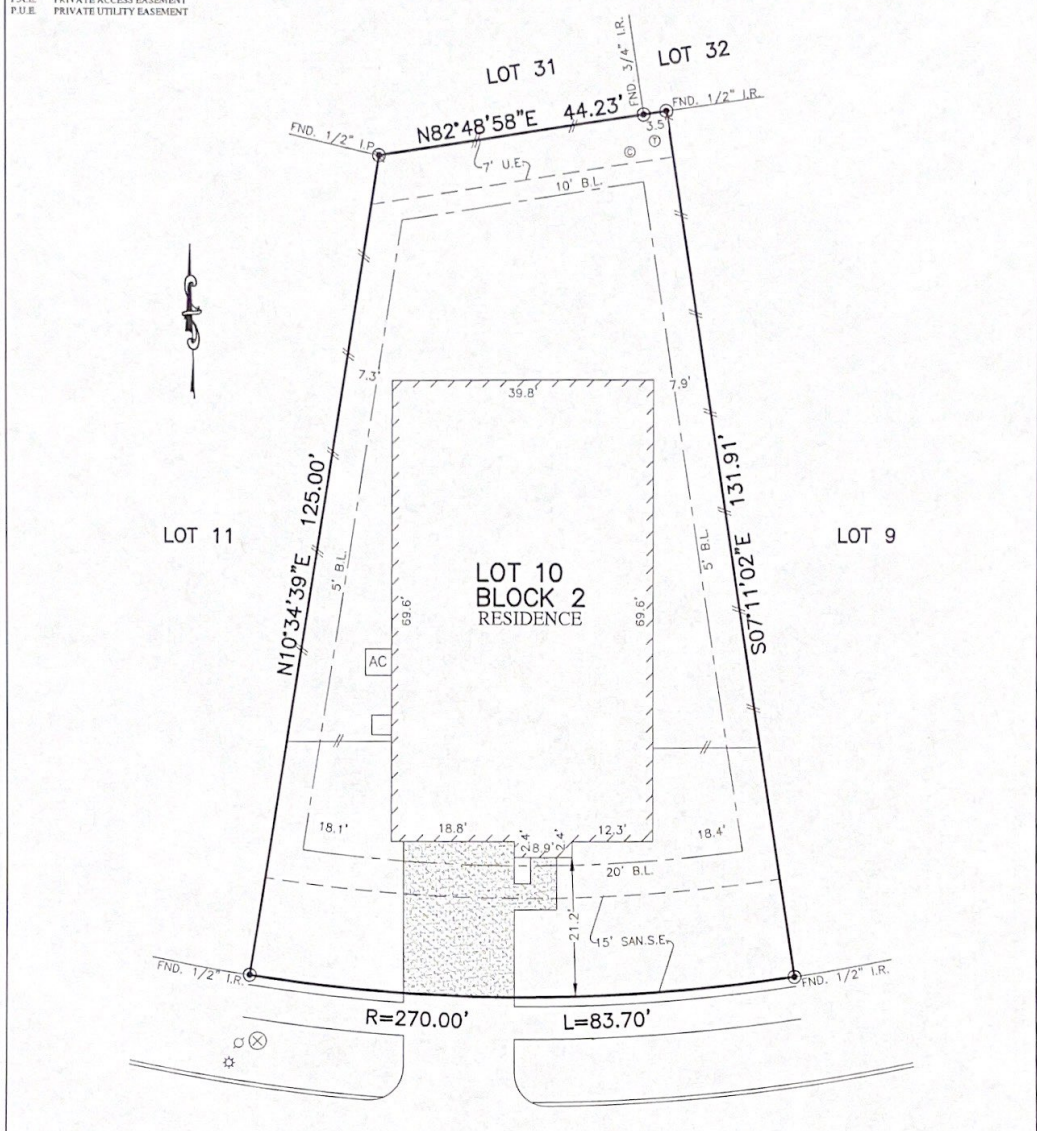 P.A.E. PRIVATE ACCESS EASEMENT
P.U.E. PRIVATE UTILITY EASEMENT
LOT 31
FND. 3/4" I.R.
LOT 32
FND. 1/2" I.R.
FND. 1/2" I.P.
N82°48'58"E 44.23'
3.5'
C
T
7' U.E.
10' B.L.
7.3'
39.8'
7.9'
N10°34'39"E 125.00'
S07°11'02"E 131.91'
LOT 11
5' B.L.
5' B.L.
LOT 9
LOT 10
BLOCK 2
RESIDENCE
69.6'
69.6'
AC
18.1'
18.8'
2.4'
8.9'
2.4'
12.3'
18.4'
20' B.L.
21.2'
15' SAN.S.E.
FND. 1/2" I.R.
FND. 1/2" I.R.
R=270.00'
L=83.70'